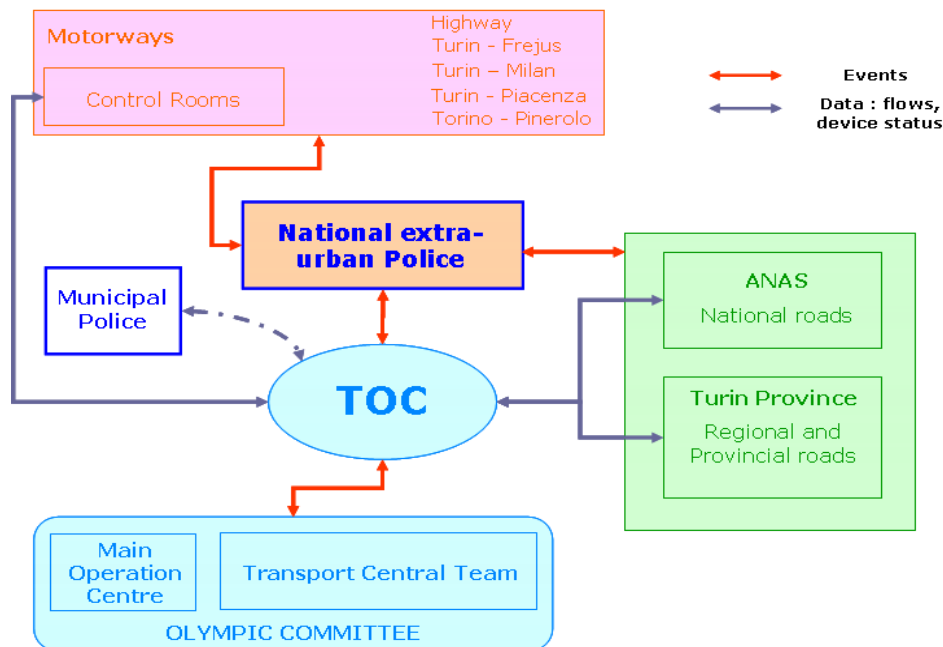 Motorways
Control Rooms
Highway
Turin - Frejus
Turin – Milan
Turin - Piacenza
Torino - Pinerolo
Events
Data : flows,
device status
National extra-
urban Police
Municipal
Police
ANAS
National roads
TOC
Turin Province
Regional and
Provincial roads
Main
Operation
Centre
Transport Central Team
OLYMPIC COMMITTEE